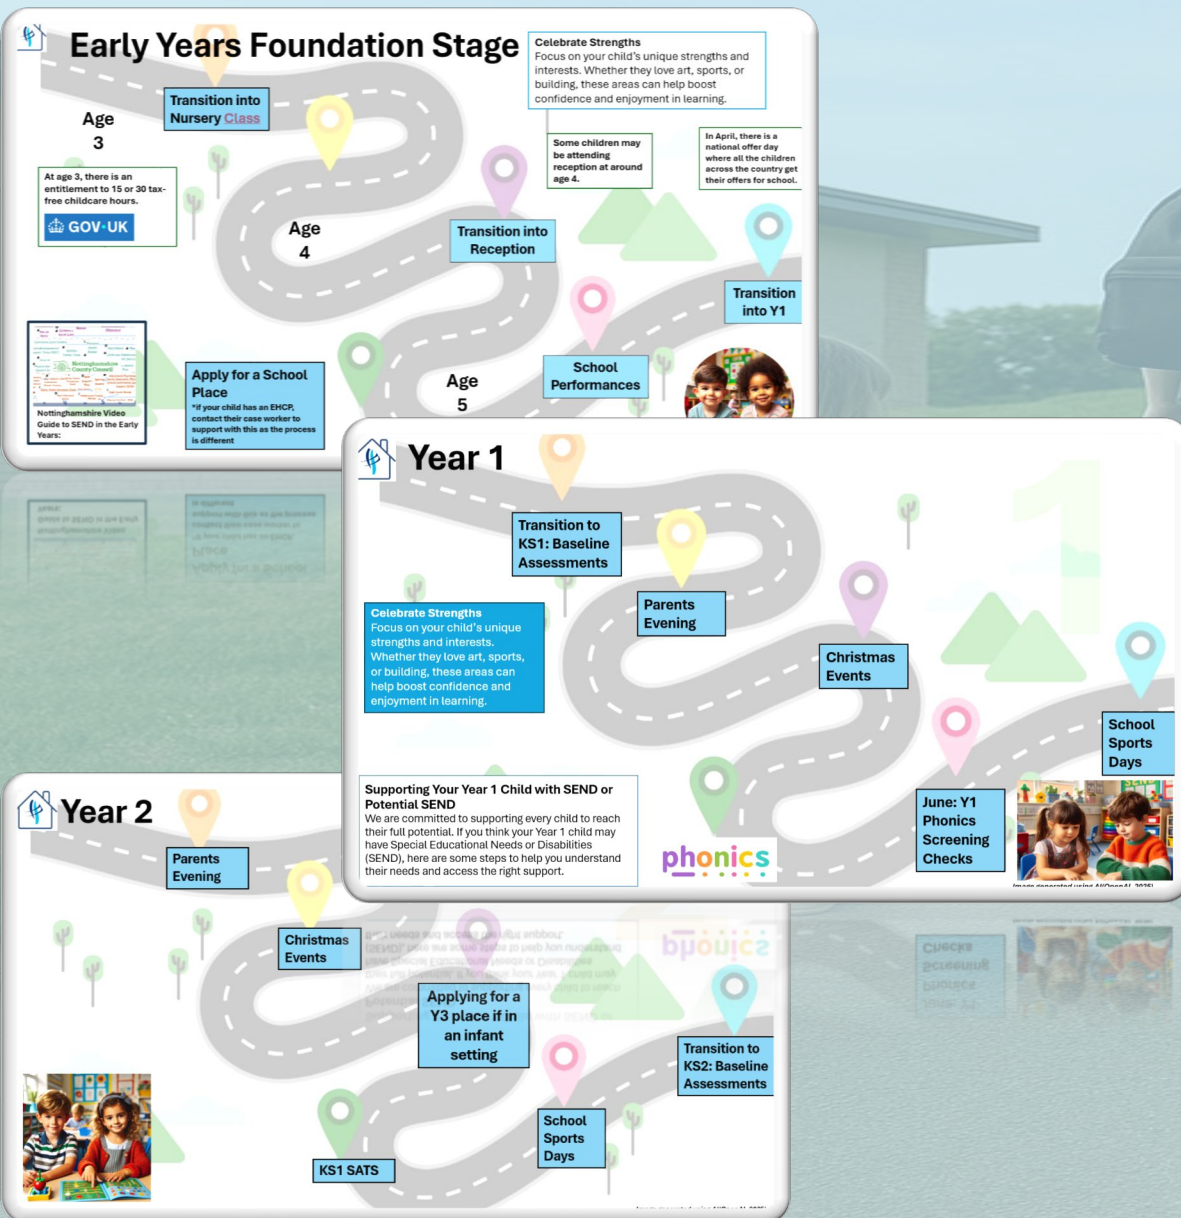 Early Years Foundation Stage
Celebrate Strengths
Focus on your child's unique strengths and
interests. Whether they love art, sports, or
building, these areas can help boost
confidence and enjoyment in learning.
Transition into
Nursery Class
Age
3
At age 3, there is an
entitlement to 15 or 30 tax-
free childcare hours.
GOV.UK
Some children may
be attending
reception at around
age 4.
In April, there is a
national offer day
where all the children
across the country get
their offers for school.
Age
4
Transition into
Reception
Transition
into Y1
Nottinghamshire
County Council
Nottinghamshire Video
Guide to SEND in the Early
Years:
Apply for a School
Place
*if your child has an EHCP,
contact their case worker to
support with this as the process
is different
Age
5
School
Performances
Year 1
Transition to
KS1: Baseline
Assessments
Parents
Evening
Celebrate Strengths
Focus on your child's unique
strengths and interests.
Whether they love art, sports,
or building, these areas can
help boost confidence and
enjoyment in learning.
Christmas
Events
School
Sports
Days
Supporting Your Year 1 Child with SEND or
Potential SEND
We are committed to supporting every child to reach
their full potential. If you think your Year 1 child may
have Special Educational Needs or Disabilities
(SEND), here are some steps to help you understand
their needs and access the right support.
phonics
June: Y1
Phonics
Screening
Checks
Image generated using AI(OpenAI, 2025)
1
Year 2
Parents
Evening
Christmas
Events
Applying for a
Y3 place if in
an infant
setting
Transition to
KS2: Baseline
Assessments
School
Sports
Days
KS1 SATS